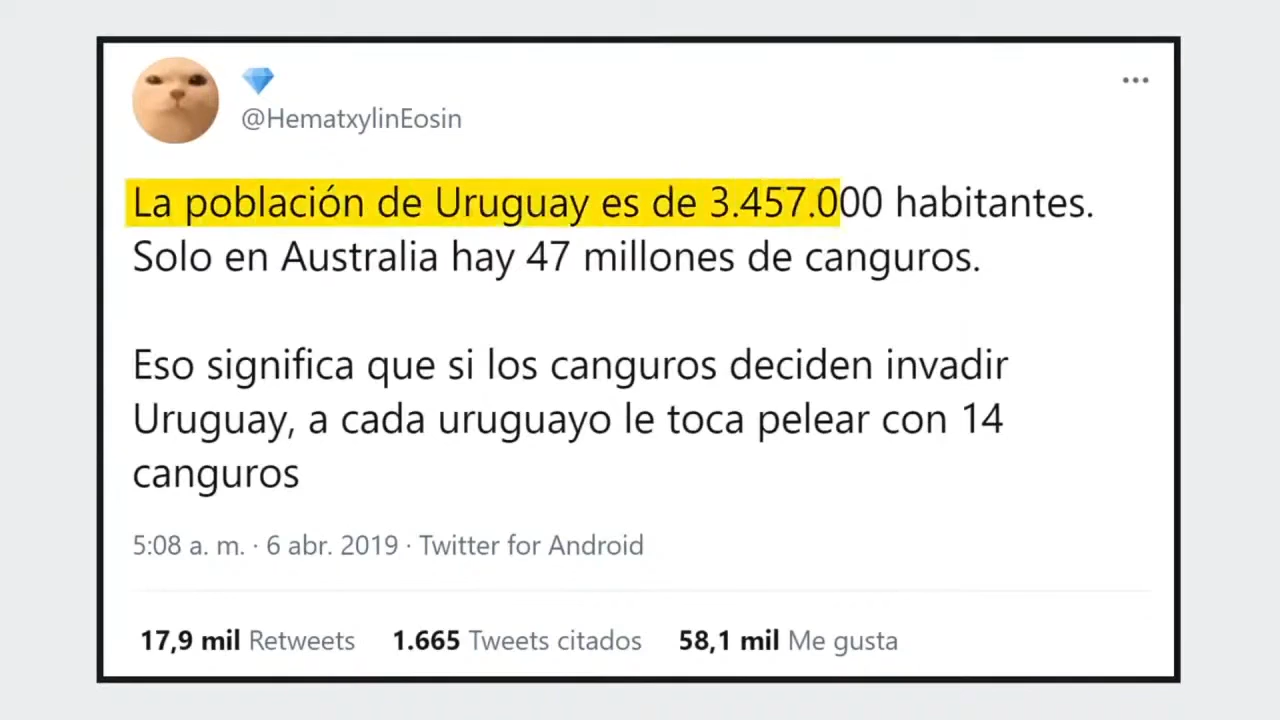 💎
@HematxylinEosin
La población de Uruguay es de 3.457.000 habitantes.
Solo en Australia hay 47 millones de canguros.
Eso significa que si los canguros deciden invadir
Uruguay, a cada uruguayo le toca pelear con 14
canguros
5:08 a. m. · 6 abr. 2019 · Twitter for Android
17,9 mil Retweets 1.665 Tweets citados 58,1 mil Me gusta